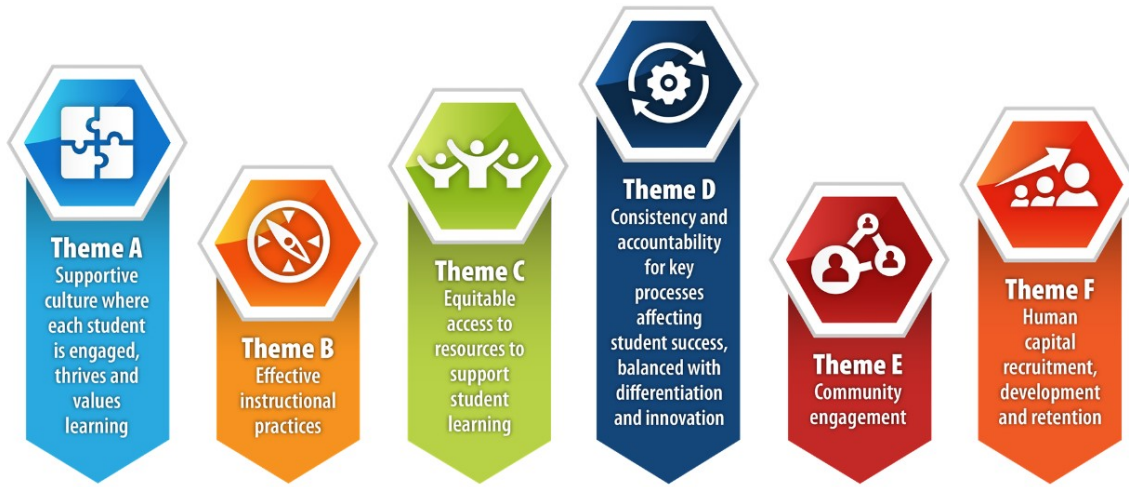 Theme A
Supportive
culture where
each student
is engaged,
thrives and
values
learning
Theme B
Effective
instructional
practices
Theme C
Equitable
access to
resources to
support
student
learning
Theme D
Consistency and
accountability
for key
processes
affecting
student success,
balanced with
differentiation
and innovation
Theme E
Community
engagement
Theme F
Human
capital
recruitment,
development
and retention